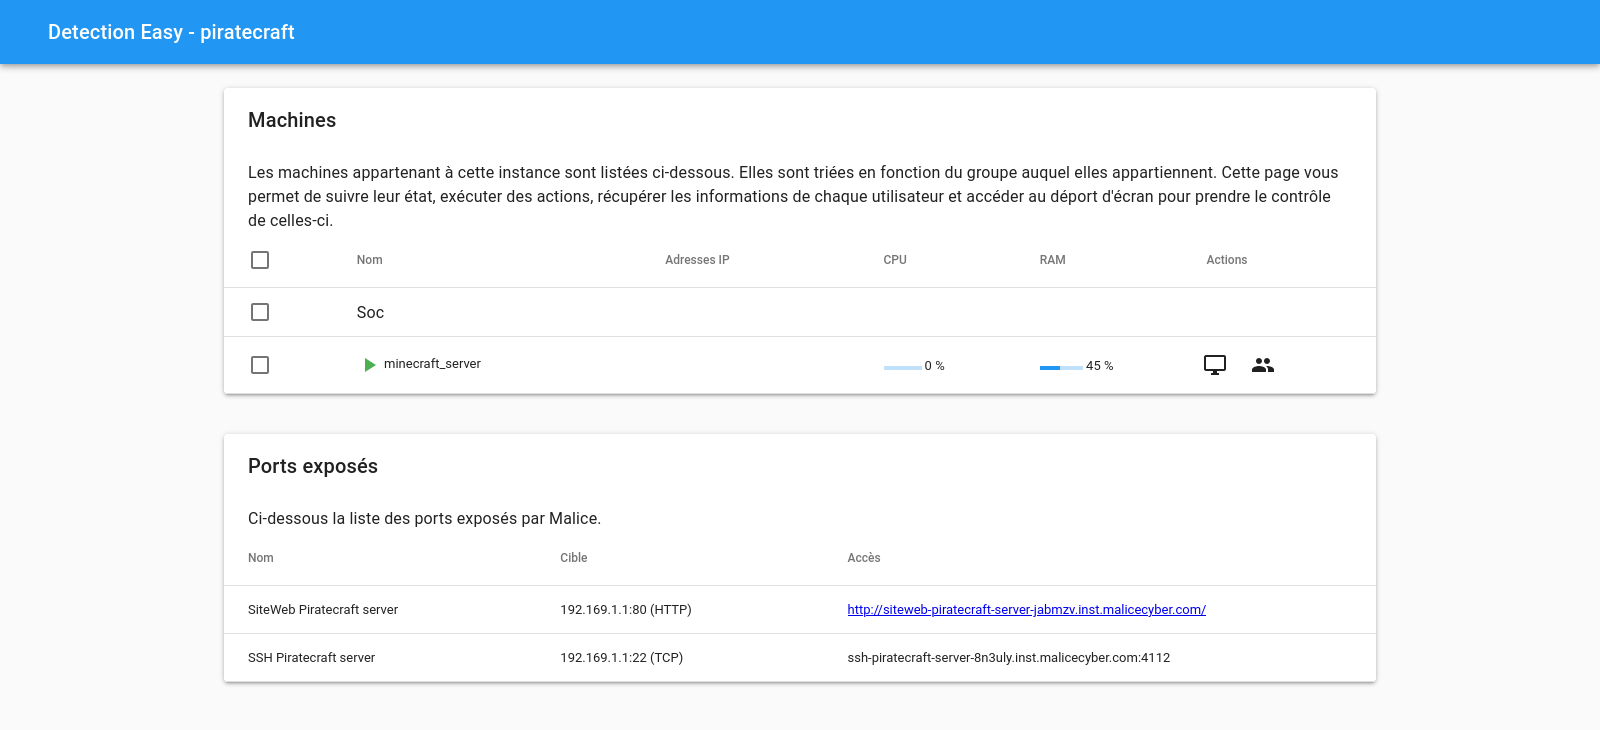 Detection Easy - piratecraft
Machines
Les machines appartenant à cette instance sont listées ci-dessous. Elles sont triées en fonction du groupe auquel elles appartiennent. Cette page vous
permet de suivre leur état, exécuter des actions, récupérer les informations de chaque utilisateur et accéder au déport d'écran pour prendre le contrôle
de celles-ci.
Nom Adresses IP CPU RAM Actions
Soc
minecraft_server 0 % 45 %
Ports exposés
Ci-dessous la liste des ports exposés par Malice.
Nom Cible Accès
SiteWeb Piratecraft server 192.169.1.1:80 (HTTP) http://siteweb-piratecraft-server-jabmzv.inst.malicecyber.com/
SSH Piratecraft server 192.169.1.1:22 (TCP) ssh-piratecraft-server-8n3uly.inst.malicecyber.com:4112